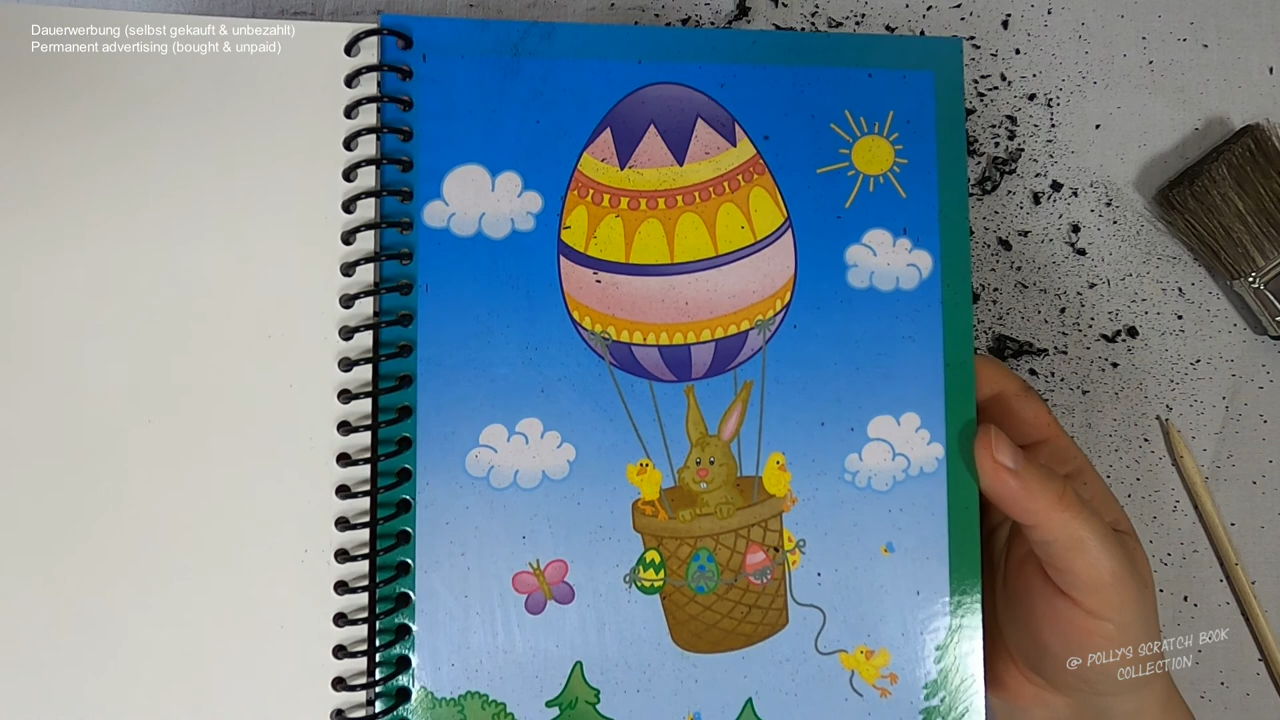 Dauerwerbung (selbst gekauft & unbezahlt)
Permanent advertising (bought & unpaid)
@ POLLY'S SCRATCH BOOK
COLLECTION